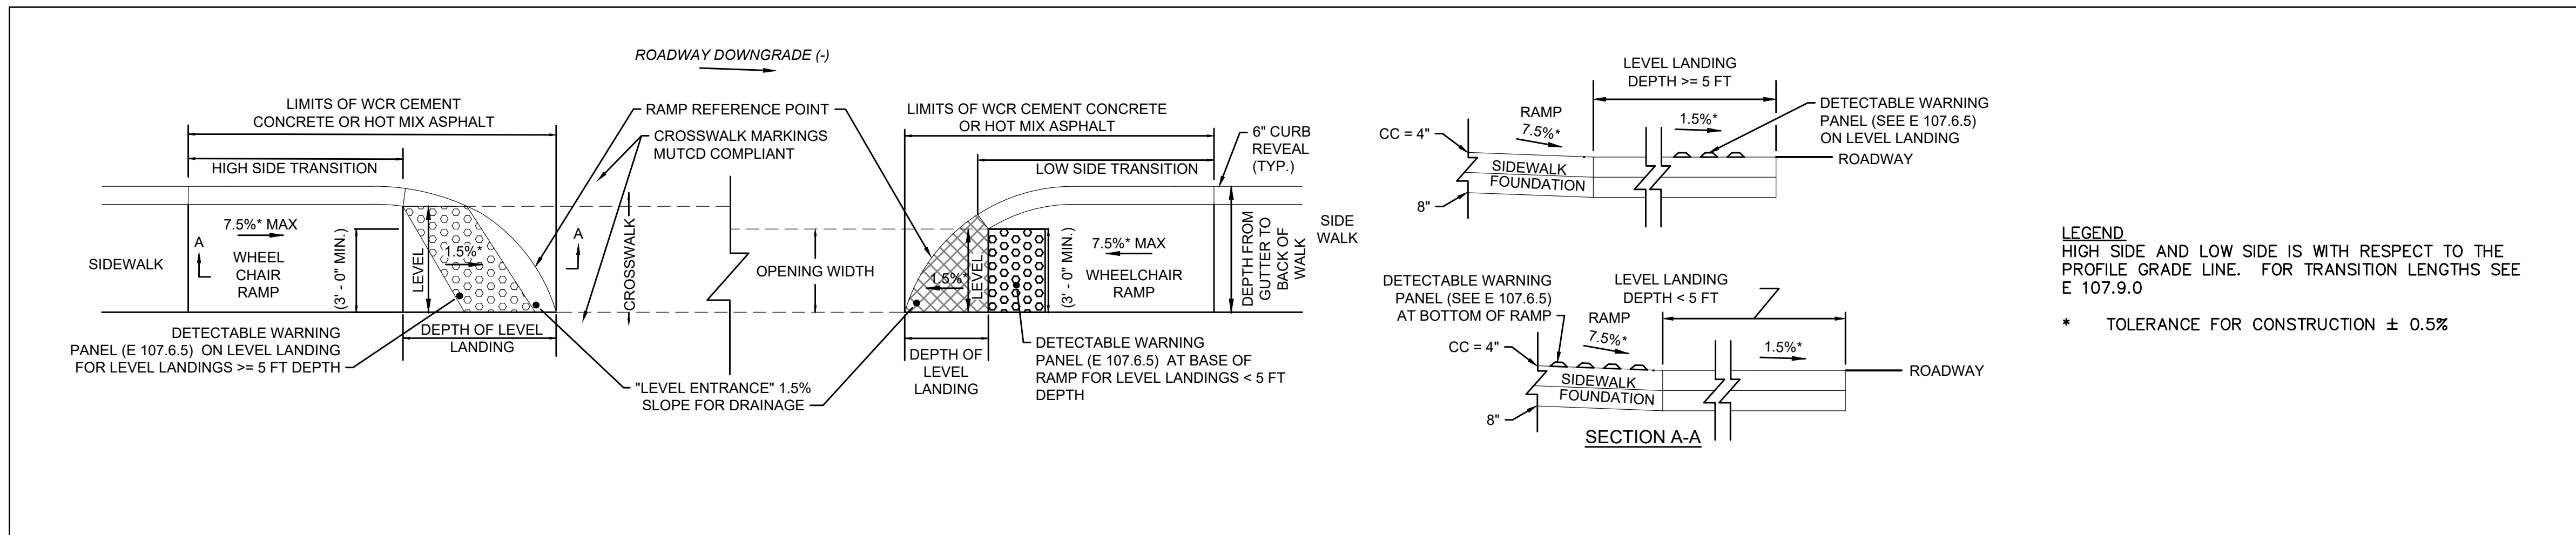 ROADWAY DOWNGRADE (-)
LIMITS OF WCR CEMENT
CONCRETE OR HOT MIX ASPHALT
HIGH SIDE TRANSITION
RAMP REFERENCE POINT
CROSSWALK MARKINGS
MUTCD COMPLIANT
LIMITS OF WCR CEMENT CONCRETE
OR HOT MIX ASPHALT
LOW SIDE TRANSITION
6" CURB
REVEAL
(TYP.)
SIDEWALK
A
7.5%* MAX
WHEEL
CHAIR
RAMP
(3' - 0" MIN.)
LEVEL
1.5%*
A
CROSSWALK
OPENING WIDTH
1.5%*
LEVEL
(3' - 0" MIN.)
7.5%* MAX
WHEELCHAIR
RAMP
DEPTH FROM
GUTTER TO
BACK OF
WALK
SIDE
WALK
DETECTABLE WARNING
PANEL (E 107.6.5) ON LEVEL LANDING
FOR LEVEL LANDINGS >= 5 FT DEPTH
DEPTH OF LEVEL
LANDING
"LEVEL ENTRANCE" 1.5%
SLOPE FOR DRAINAGE
DEPTH OF
LEVEL
LANDING
DETECTABLE WARNING
PANEL (E 107.6.5) AT BASE OF
RAMP FOR LEVEL LANDINGS < 5 FT
DEPTH
LEVEL LANDING
DEPTH >= 5 FT
RAMP
7.5%*
CC = 4"
1.5%*
DETECTABLE WARNING
PANEL (SEE E 107.6.5)
ON LEVEL LANDING
ROADWAY
SIDEWALK
FOUNDATION
8"
DETECTABLE WARNING
PANEL (SEE E 107.6.5)
AT BOTTOM OF RAMP
LEVEL LANDING
DEPTH < 5 FT
RAMP
7.5%*
CC = 4"
1.5%*
ROADWAY
SIDEWALK
FOUNDATION
8"
SECTION A-A
LEGEND
HIGH SIDE AND LOW SIDE IS WITH RESPECT TO THE
PROFILE GRADE LINE. FOR TRANSITION LENGTHS SEE
E 107.9.0
* TOLERANCE FOR CONSTRUCTION ± 0.5%